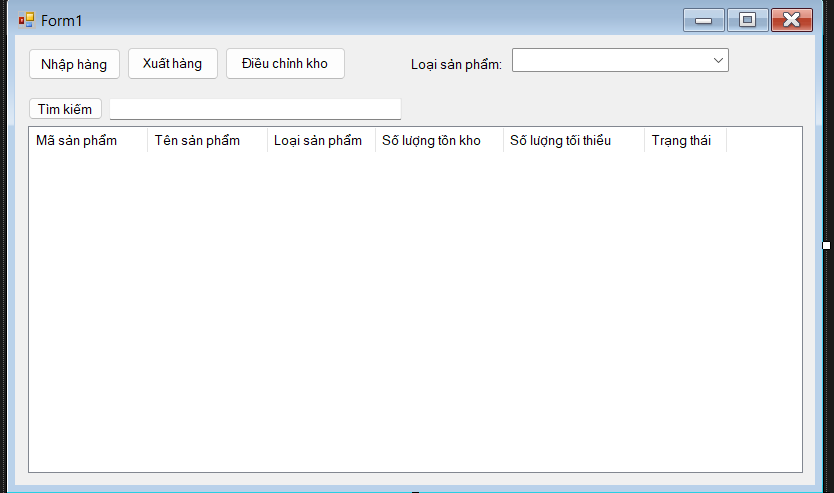 Form1
Nhập hàng Xuất hàng Điều chỉnh kho Loại sản phẩm:
Tìm kiếm
Mã sản phẩm Tên sản phẩm Loại sản phẩm Số lượng tồn kho Số lượng tối thiểu Trạng thái